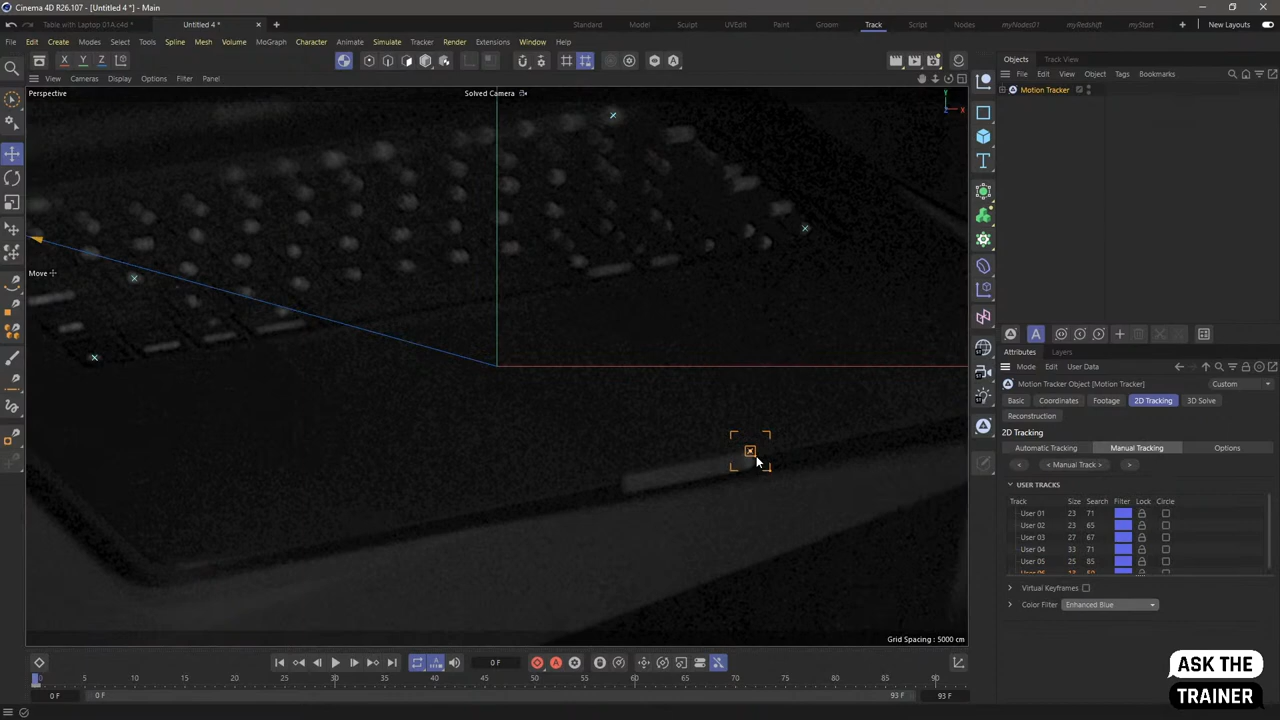 Cinema 4D R26.107 - [Untitled 4 *] - Main
Table with Laptop 01A.c4d *
Untitled 4 *
Standard
Model
Sculpt
UVEdit
Paint
Groom
Track
Script
Nodes
myNodes01
myRedshift
myStart
New Layouts
File
Edit
Create
Modes
Select
Tools
Spline
Mesh
Volume
MoGraph
Character
Animate
Simulate
Tracker
Render
Extensions
Window
Help
X
Y
Z
Objects
Track View
View
Cameras
Display
Options
Filter
Panel
File
Edit
View
Object
Tags
Bookmarks
Perspective
Solved Camera
Motion Tracker
Y
X
Move
Attributes
Layers
Mode
Edit
User Data
Motion Tracker Object [Motion Tracker]
Custom
Basic
Coordinates
Footage
2D Tracking
3D Solve
Reconstruction
2D Tracking
Automatic Tracking
Manual Tracking
Options
<
< Manual Track >
>
USER TRACKS
Track Size Search Filter Lock Circle
User 01 23 71
User 02 23 65
User 03 27 67
User 04 33 71
User 05 25 85
Virtual Keyframes
Color Filter
Enhanced Blue
Grid Spacing : 5000 cm
0 F
0 5 10 15 20 25 30 35 40 45 50 55 60 65 70 75 80 85 90
0 F
0 F
93 F
93 F
ASK THE
TRAINER